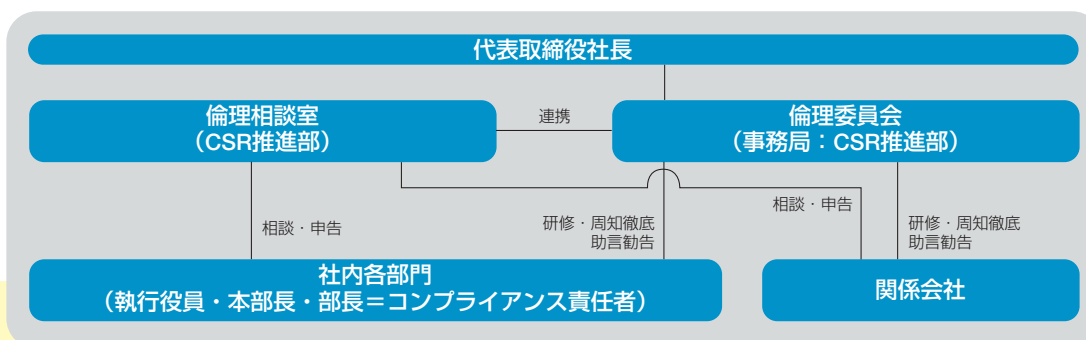 代表取締役社長
倫理相談室
（CSR推進部）
連携
倫理委員会
（事務局：CSR推進部）
相談・申告
研修・周知徹底
助言勧告
相談・申告
研修・周知徹底
助言勧告
社内各部門
（執行役員・本部長・部長＝コンプライアンス責任者）
関係会社